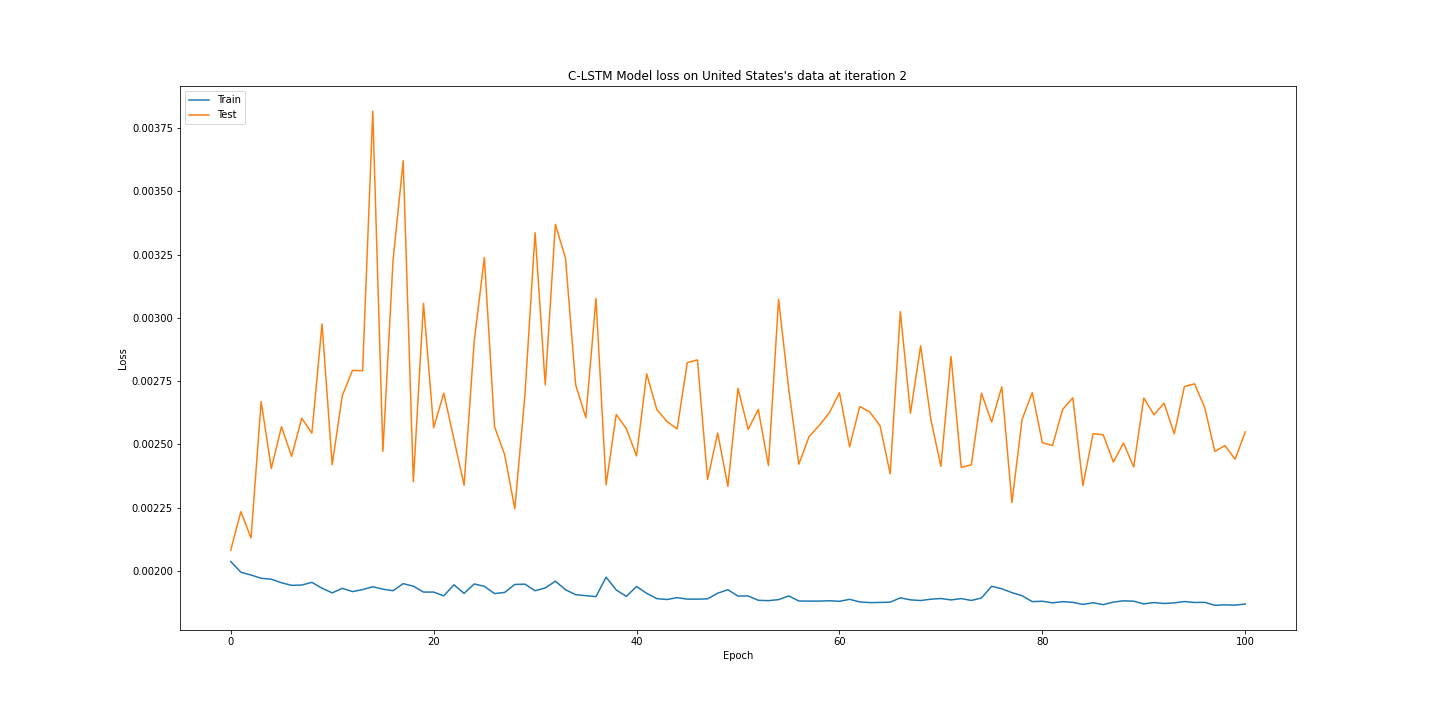 C-LSTM Model loss on United States's data at iteration 2
Train
Test
0.00375
0.00350
0.00325
0.00300
0.00275
0.00250
0.00225
0.00200
Loss
0 20 40 60 80 100
Epoch